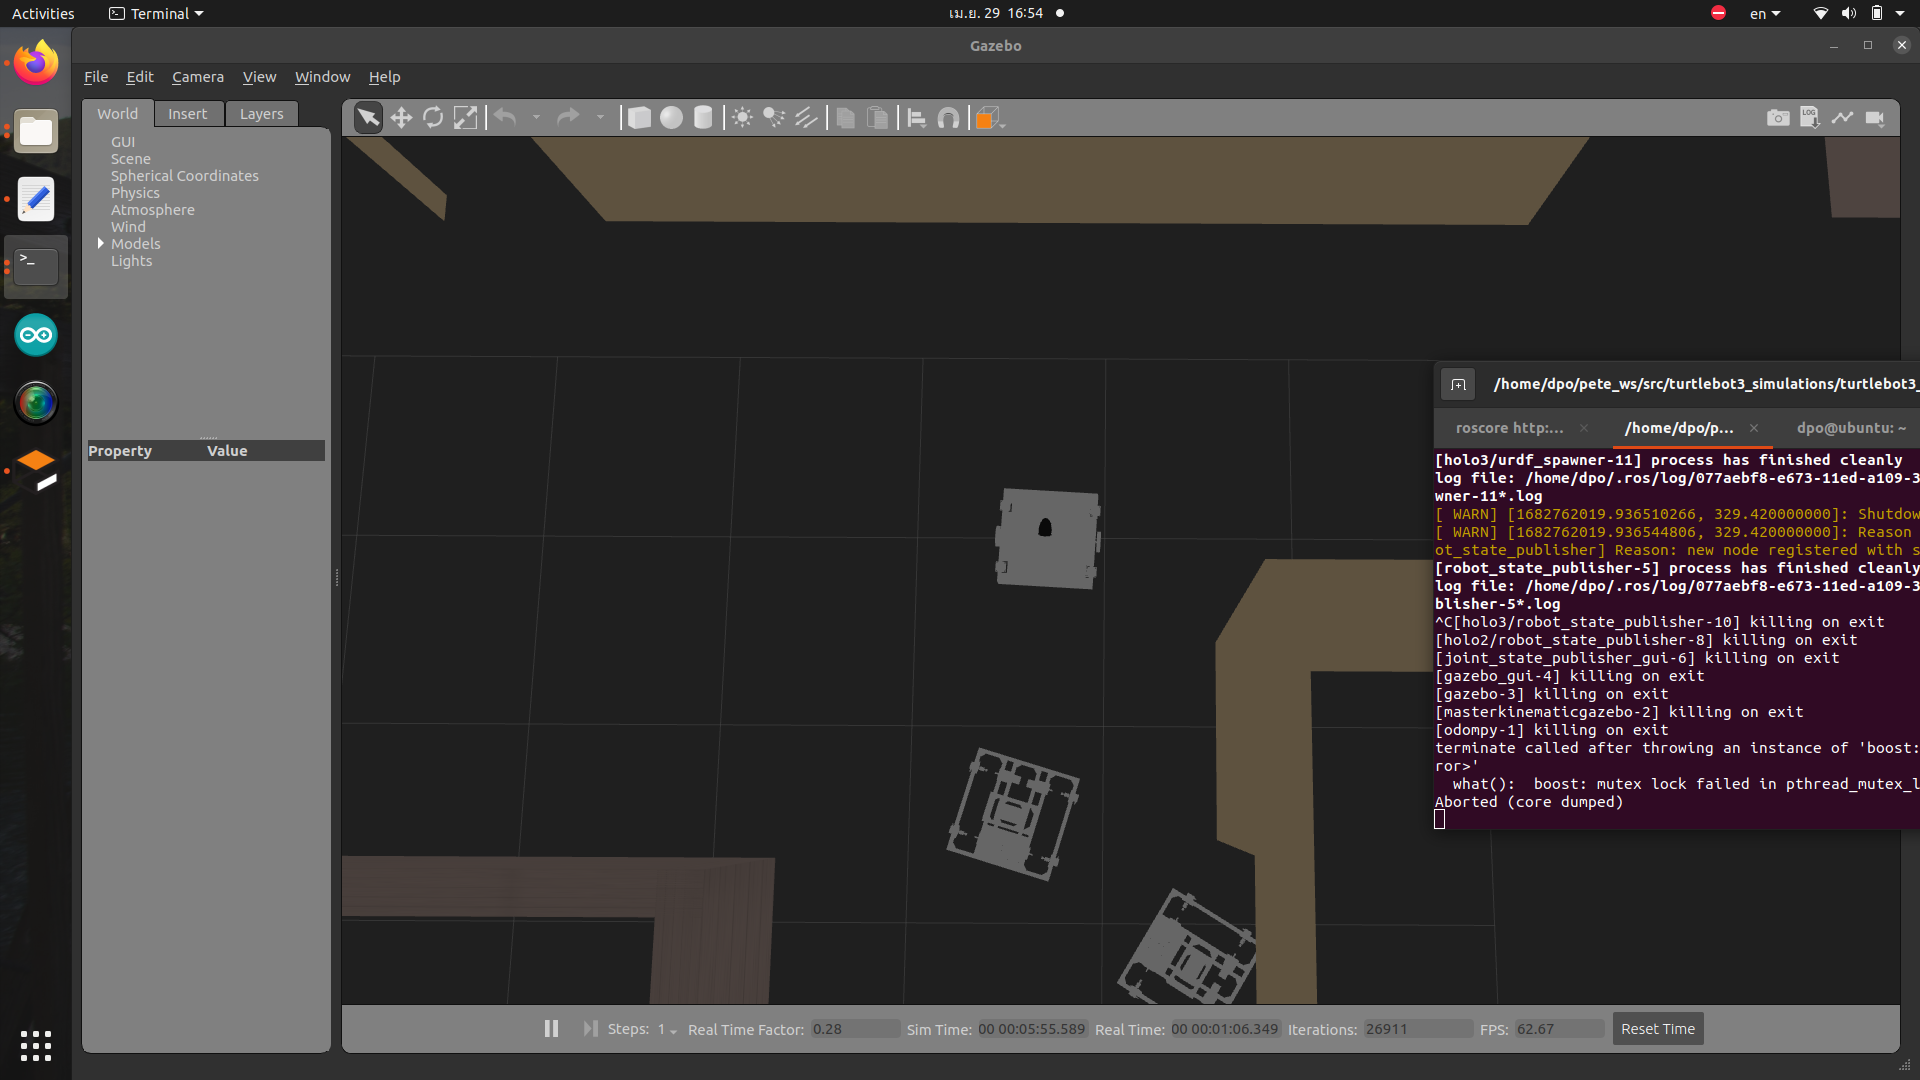 Activities
Terminal
เม.ย. 29 16:54
en
Gazebo
File Edit Camera View Window Help
World Insert Layers
GUI
Scene
Spherical Coordinates
Physics
Atmosphere
Wind
Models
Lights
Property Value
LOG
/home/dpo/pete_ws/src/turtlebot3_simulations/turtlebot3_
roscore http:... × /home/dpo/p... × dpo@ubuntu: ~
[holo3/urdf_spawner-11] process has finished cleanly
log file: /home/dpo/.ros/log/077aebf8-e673-11ed-a109-3
wner-11*.log
[ WARN] [1682762019.936510266, 329.420000000]: Shutdow
[ WARN] [1682762019.936544806, 329.420000000]: Reason
ot_state_publisher] Reason: new node registered with s
[robot_state_publisher-5] process has finished cleanly
log file: /home/dpo/.ros/log/077aebf8-e673-11ed-a109-3
blisher-5*.log
^C[holo3/robot_state_publisher-10] killing on exit
[holo2/robot_state_publisher-8] killing on exit
[joint_state_publisher_gui-6] killing on exit
[gazebo_gui-4] killing on exit
[gazebo-3] killing on exit
[masterkinematicgazebo-2] killing on exit
[odompy-1] killing on exit
terminate called after throwing an instance of 'boost:
ror>'
what(): boost: mutex lock failed in pthread_mutex_l
Aborted (core dumped)
Steps: 1 Real Time Factor: 0.28 Sim Time: 00 00:05:55.589 Real Time: 00 00:01:06.349 Iterations: 26911 FPS: 62.67 Reset Time